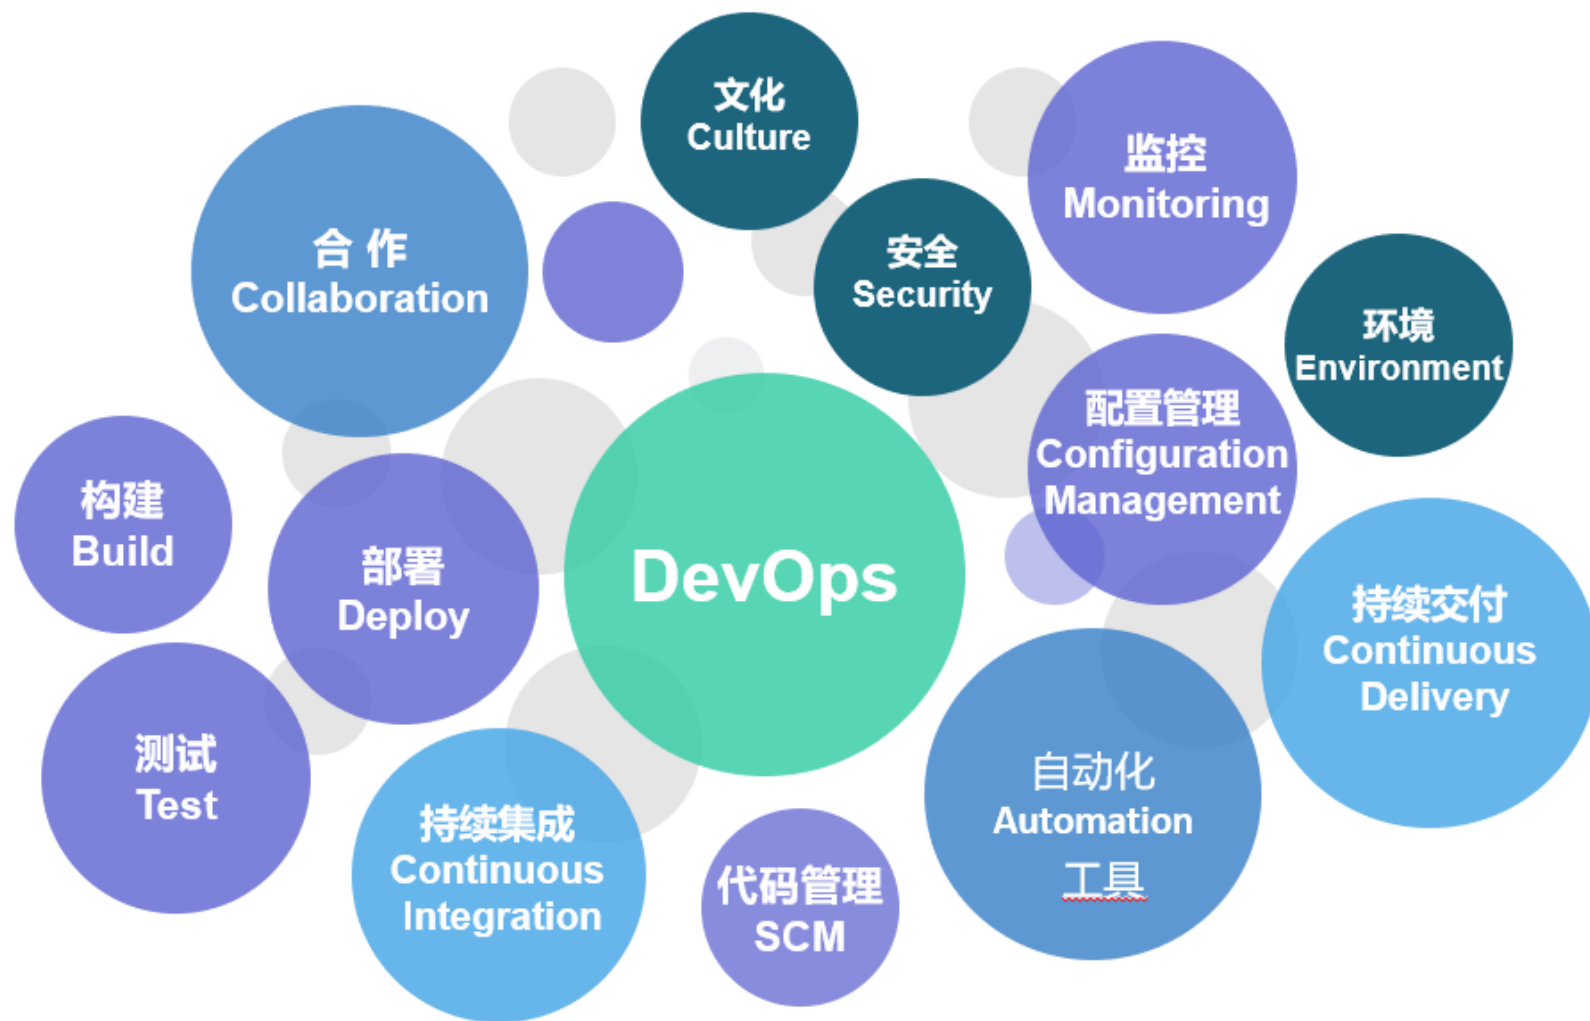 文化
Culture
监控
Monitoring
合 作
Collaboration
安全
Security
环境
Environment
配置管理
Configuration
Management
构建
Build
部署
Deploy
DevOps
持续交付
Continuous
Delivery
测试
Test
持续集成
Continuous
Integration
代码管理
SCM
自动化
Automation
工具